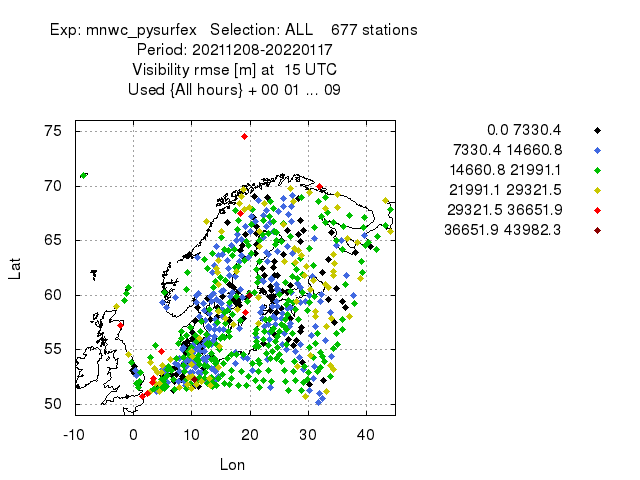 Exp: mnwc_pysurfex Selection: ALL 677 stations
Period: 20211208-20220117
Visibility rmse [m] at 15 UTC
Used {All hours} + 00 01 ... 09
0.0 7330.4
7330.4 14660.8
14660.8 21991.1
21991.1 29321.5
29321.5 36651.9
36651.9 43982.3
75
70
65
60
55
50
Lat
-10 0 10 20 30 40
Lon